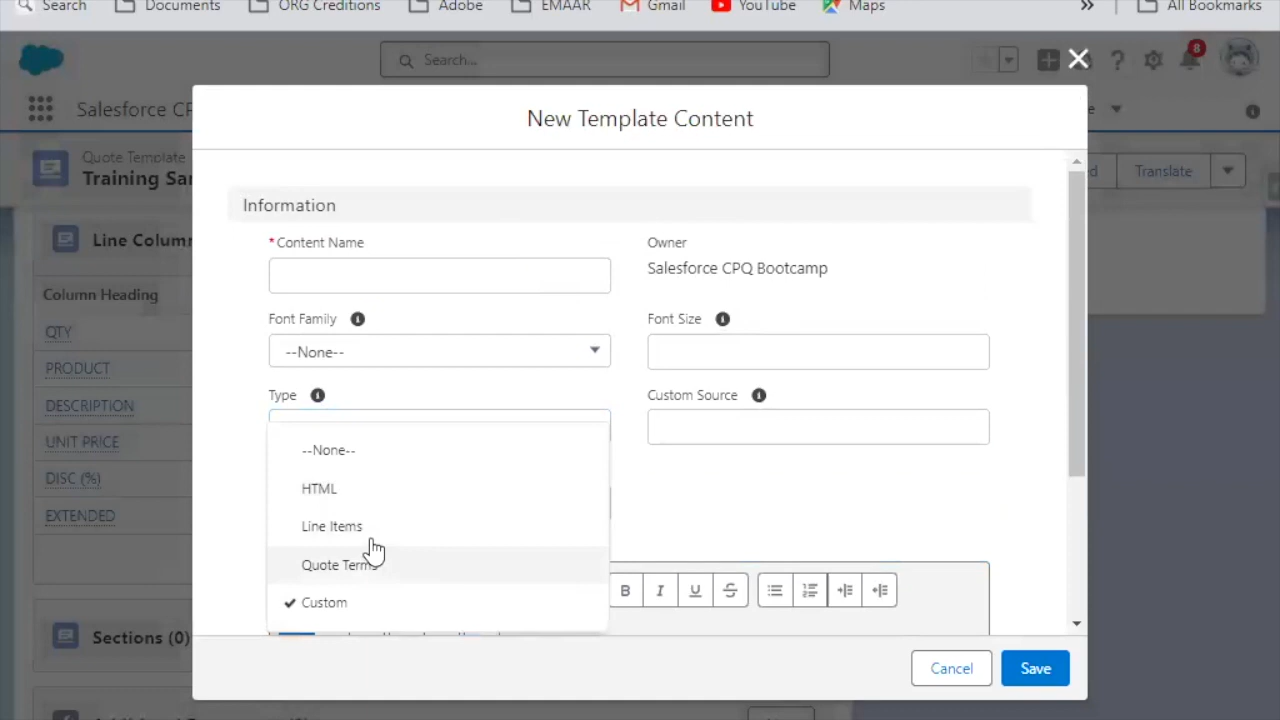 Search Documents ORG Creditions Adobe EMAAR Gmail YouTube Maps » All Bookmarks
Search... 8
Salesforce CP
New Template Content
Quote Template
Training Sa
Translate
Information
Line Colum
*Content Name Owner
Salesforce CPQ Bootcamp
Column Heading
Font Family Font Size
QTY
--None--
PRODUCT
Type Custom Source
DESCRIPTION
UNIT PRICE
--None--
DISC (%)
HTML
EXTENDED
Line Items
Quote Terms
B I U S
Custom
Sections (0)
Cancel Save